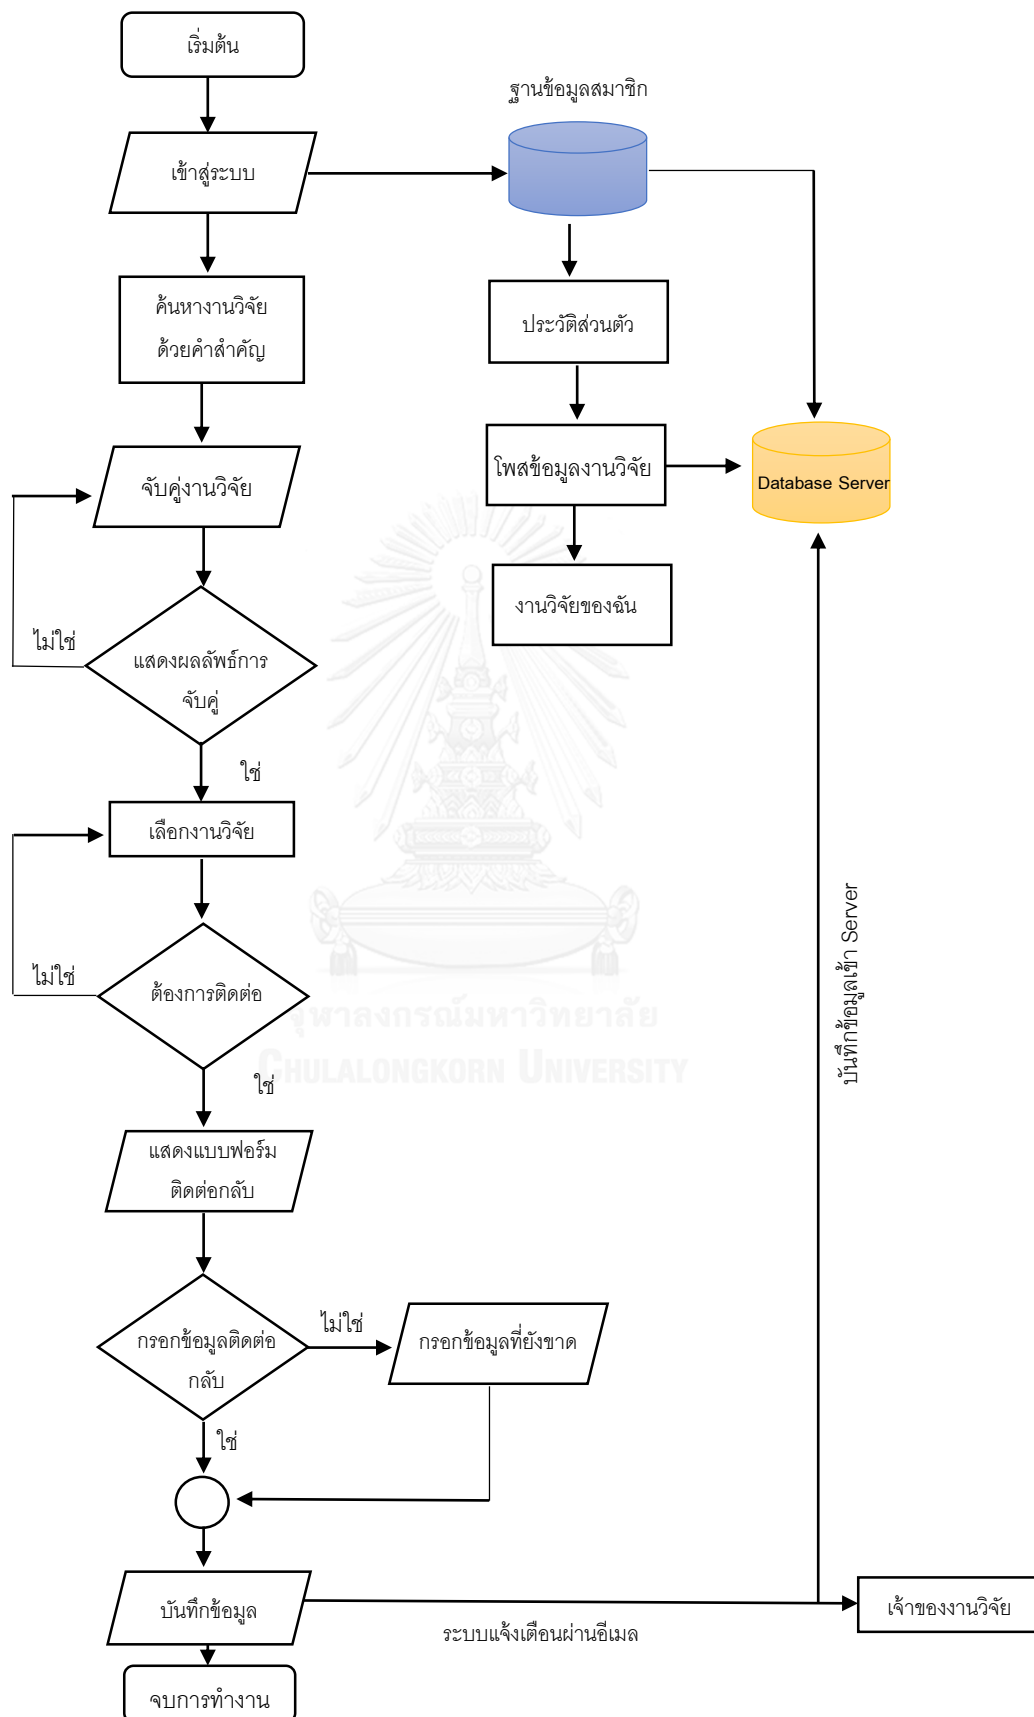 เริ่มต้น
ฐานข้อมูลสมาชิก
เข้าสู่ระบบ
ค้นหางานวิจัย
ด้วยคำสำคัญ
ประวัติส่วนตัว
จับคู่งานวิจัย
โพสข้อมูลงานวิจัย
Database Server
งานวิจัยของฉัน
ไม่ใช่
แสดงผลลัพธ์การ
จับคู่
ใช่
เลือกงานวิจัย
ไม่ใช่
ต้องการติดต่อ
บันทึกข้อมูลเข้า Server
จุฬาลงกรณ์มหาวิทยาลัย
CHULALONGKORN UNIVERSITY
ใช่
แสดงแบบฟอร์ม
ติดต่อกลับ
ไม่ใช่
กรอกข้อมูลติดต่อ
กลับ
กรอกข้อมูลที่ยังขาด
ใช่
บันทึกข้อมูล
ระบบแจ้งเตือนผ่านอีเมล
เจ้าของงานวิจัย
จบการทำงาน